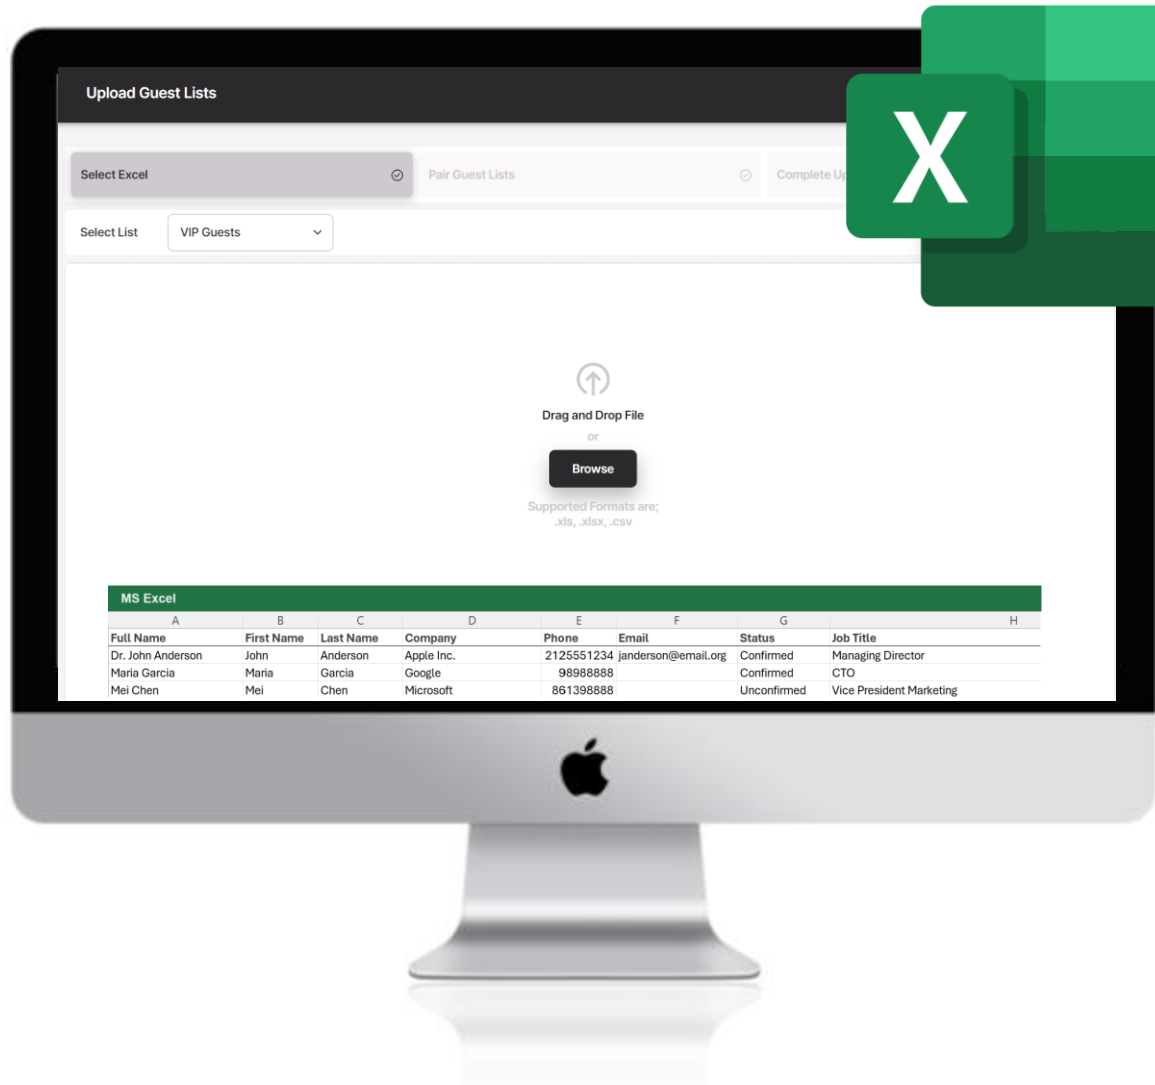 Upload Guest Lists
X
Select Excel Pair Guest Lists Complete
Select List VIP Guests
Drag and Drop File
or
Browse
Supported Formats are;
.xls, .xlsx, .csv
MS Excel
A B C D E F G H
Full Name First Name Last Name Company Phone Email Status Job Title
Dr. John Anderson John Anderson Apple Inc. 2125551234 janderson@email.org Confirmed Managing Director
Maria Garcia Maria Garcia Google 98988888 Confirmed CTO
Mei Chen Mei Chen Microsoft 861398888 Unconfirmed Vice President Marketing